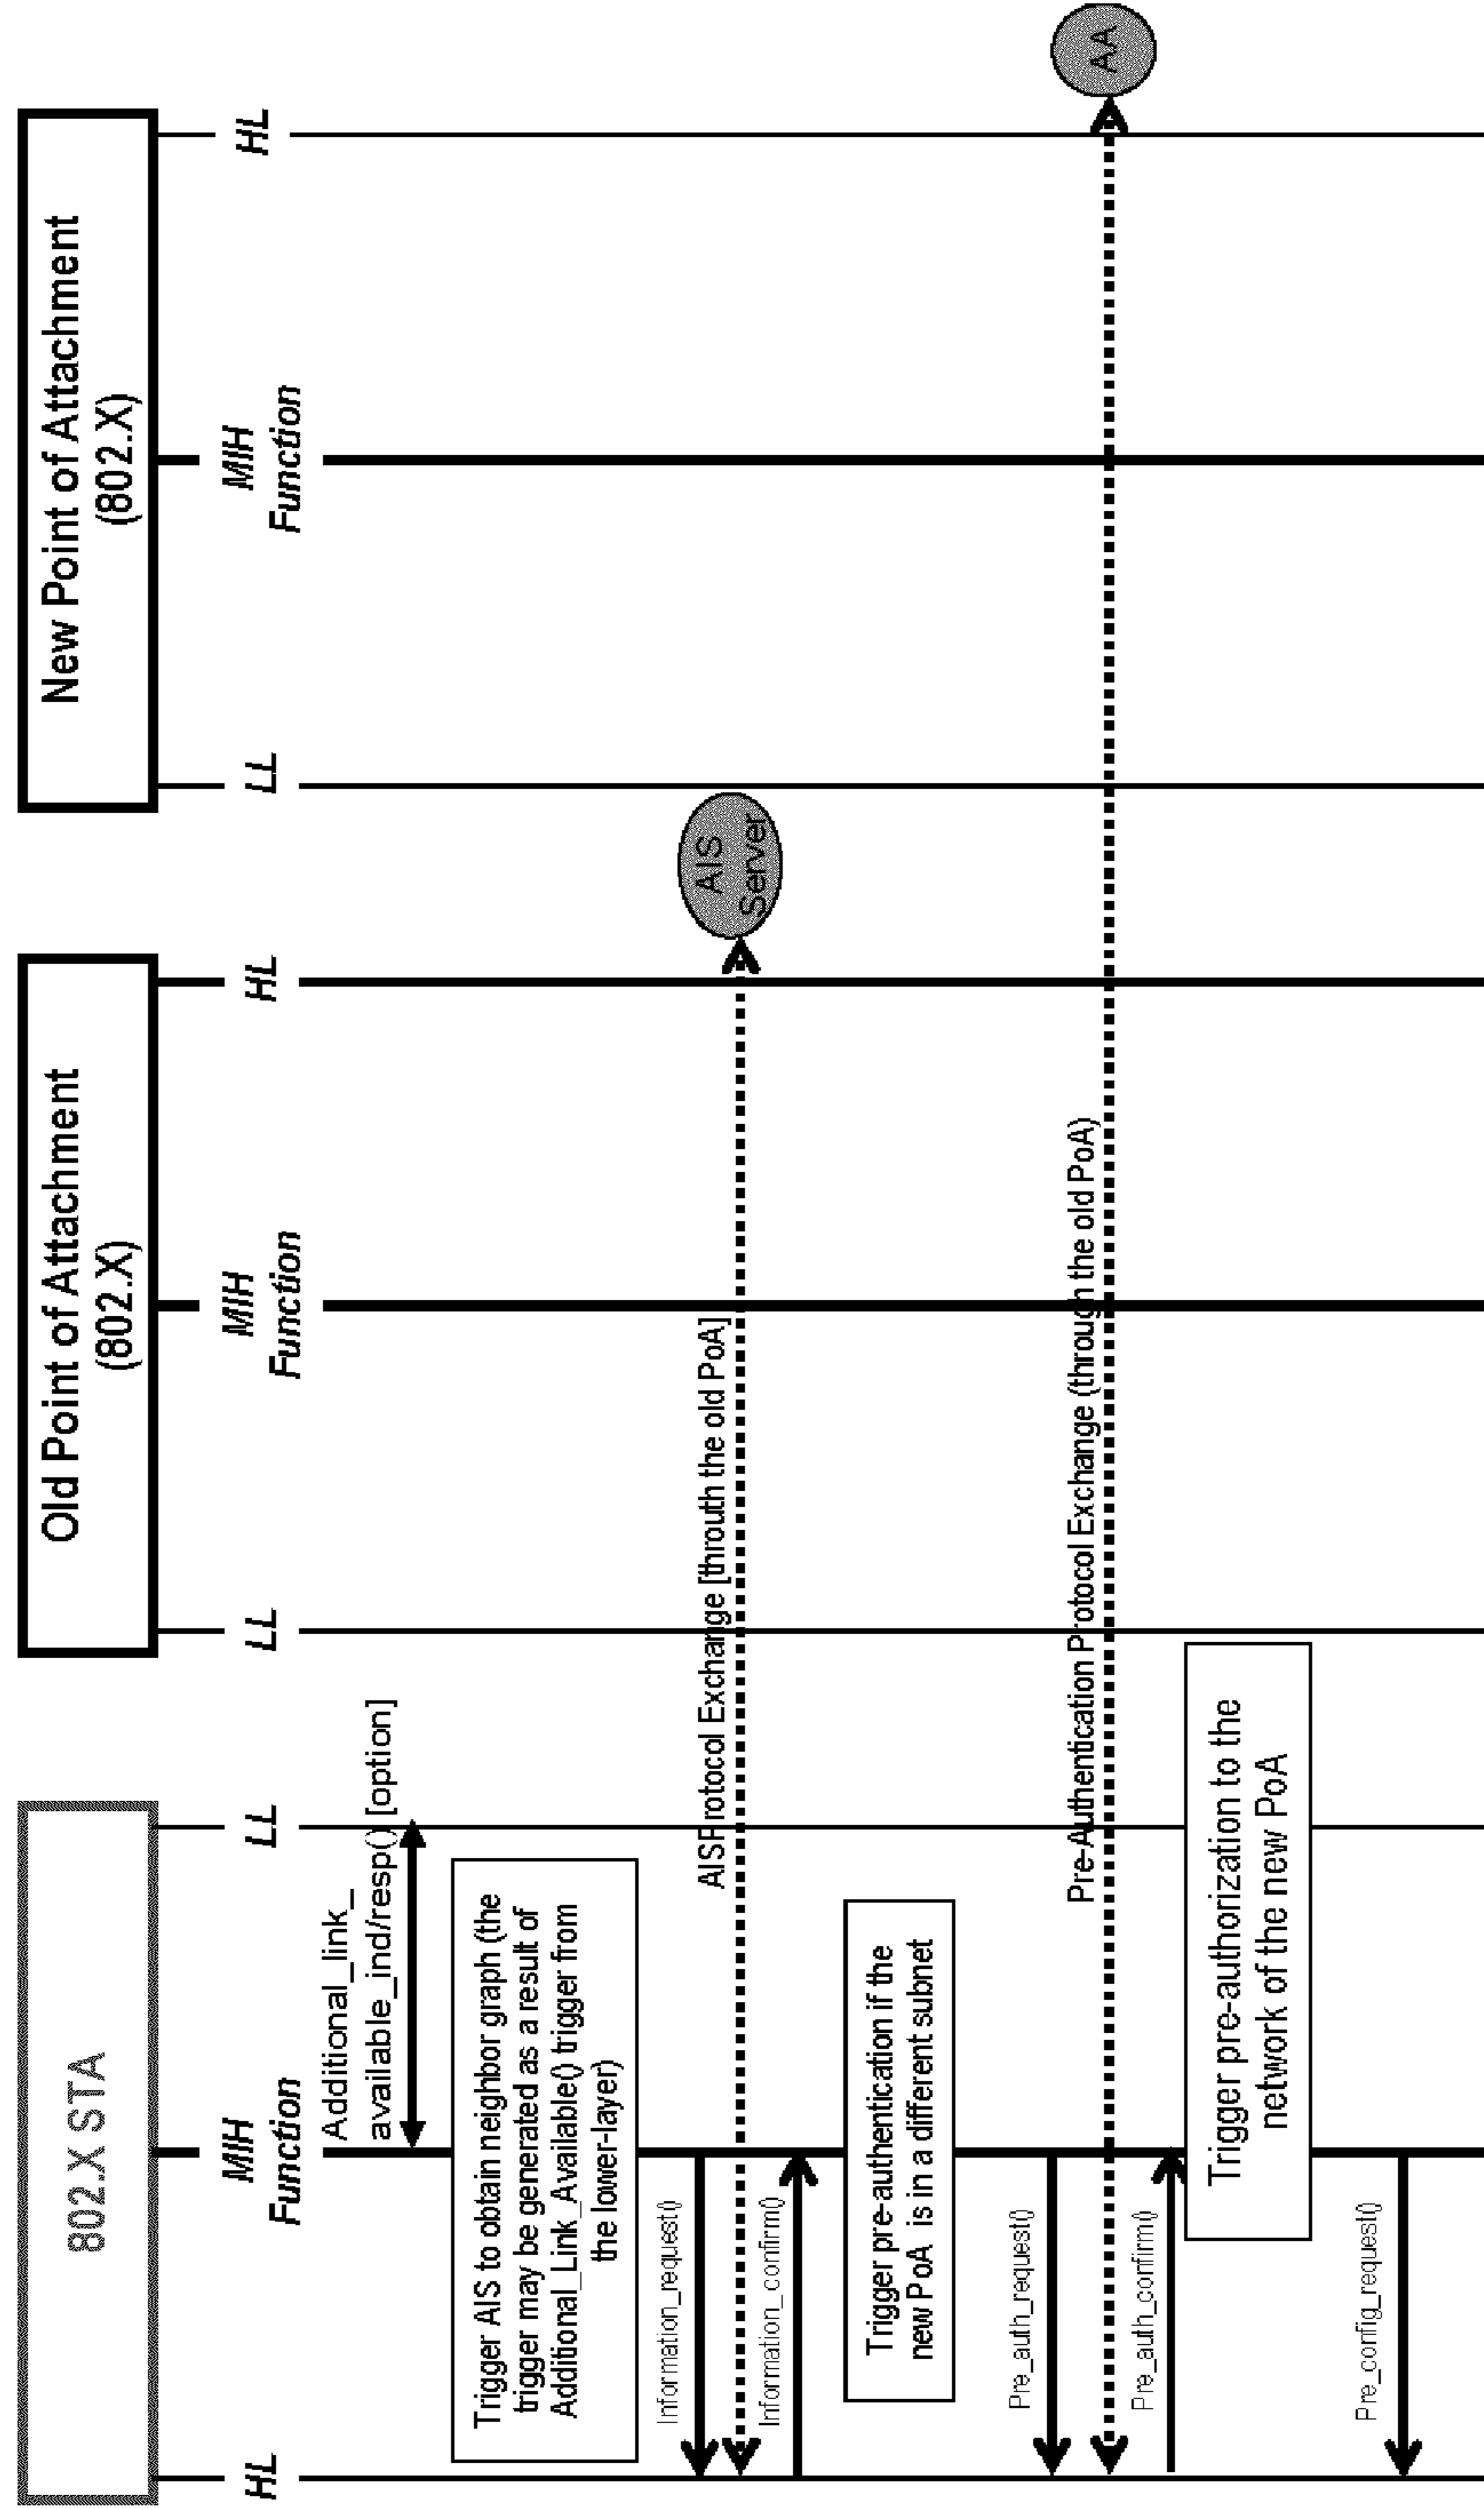 802.X STA
Old Point of Attachment
(802.X)
New Point of Attachment
(802.X)
HL
MIH
Function
LL
LL
MIH
Function
HL
LL
MIH
Function
HL
Additional_link_
available_ind/resp() [option]
Trigger AIS to obtain neighbor graph (the
trigger may be generated as a result of
Additional_Link_Available() trigger from
the lower-layer)
Information_request()
AISProtocol Exchange [throuth the old PoA]
AIS
Server
Information_confirm()
Trigger pre-authentication if the
new PoA is in a different subnet
Pre_auth_request()
Pre-Authentication Protocol Exchange (through the old PoA)
AA
Pre_auth_confirm()
Trigger pre-authorization to the
network of the new PoA
Pre_config_request()